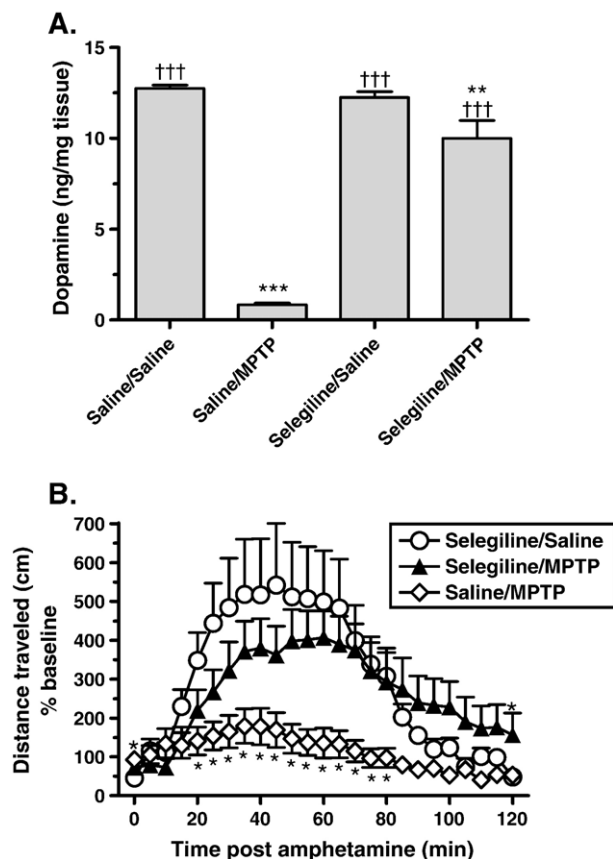 A.
Dopamine (ng/mg tissue)
15
10
5
0
†††
***
†††
**
†††
Saline/Saline
Saline/MPTP
Selegiline/Saline
Selegiline/MPTP
B.
Distance traveled (cm)
% baseline
700
600
500
400
300
200
100
0
Selegiline/Saline
Selegiline/MPTP
Saline/MPTP
*
*
* * * * * * * * * * * * *
0 20 40 60 80 100 120
Time post amphetamine (min)